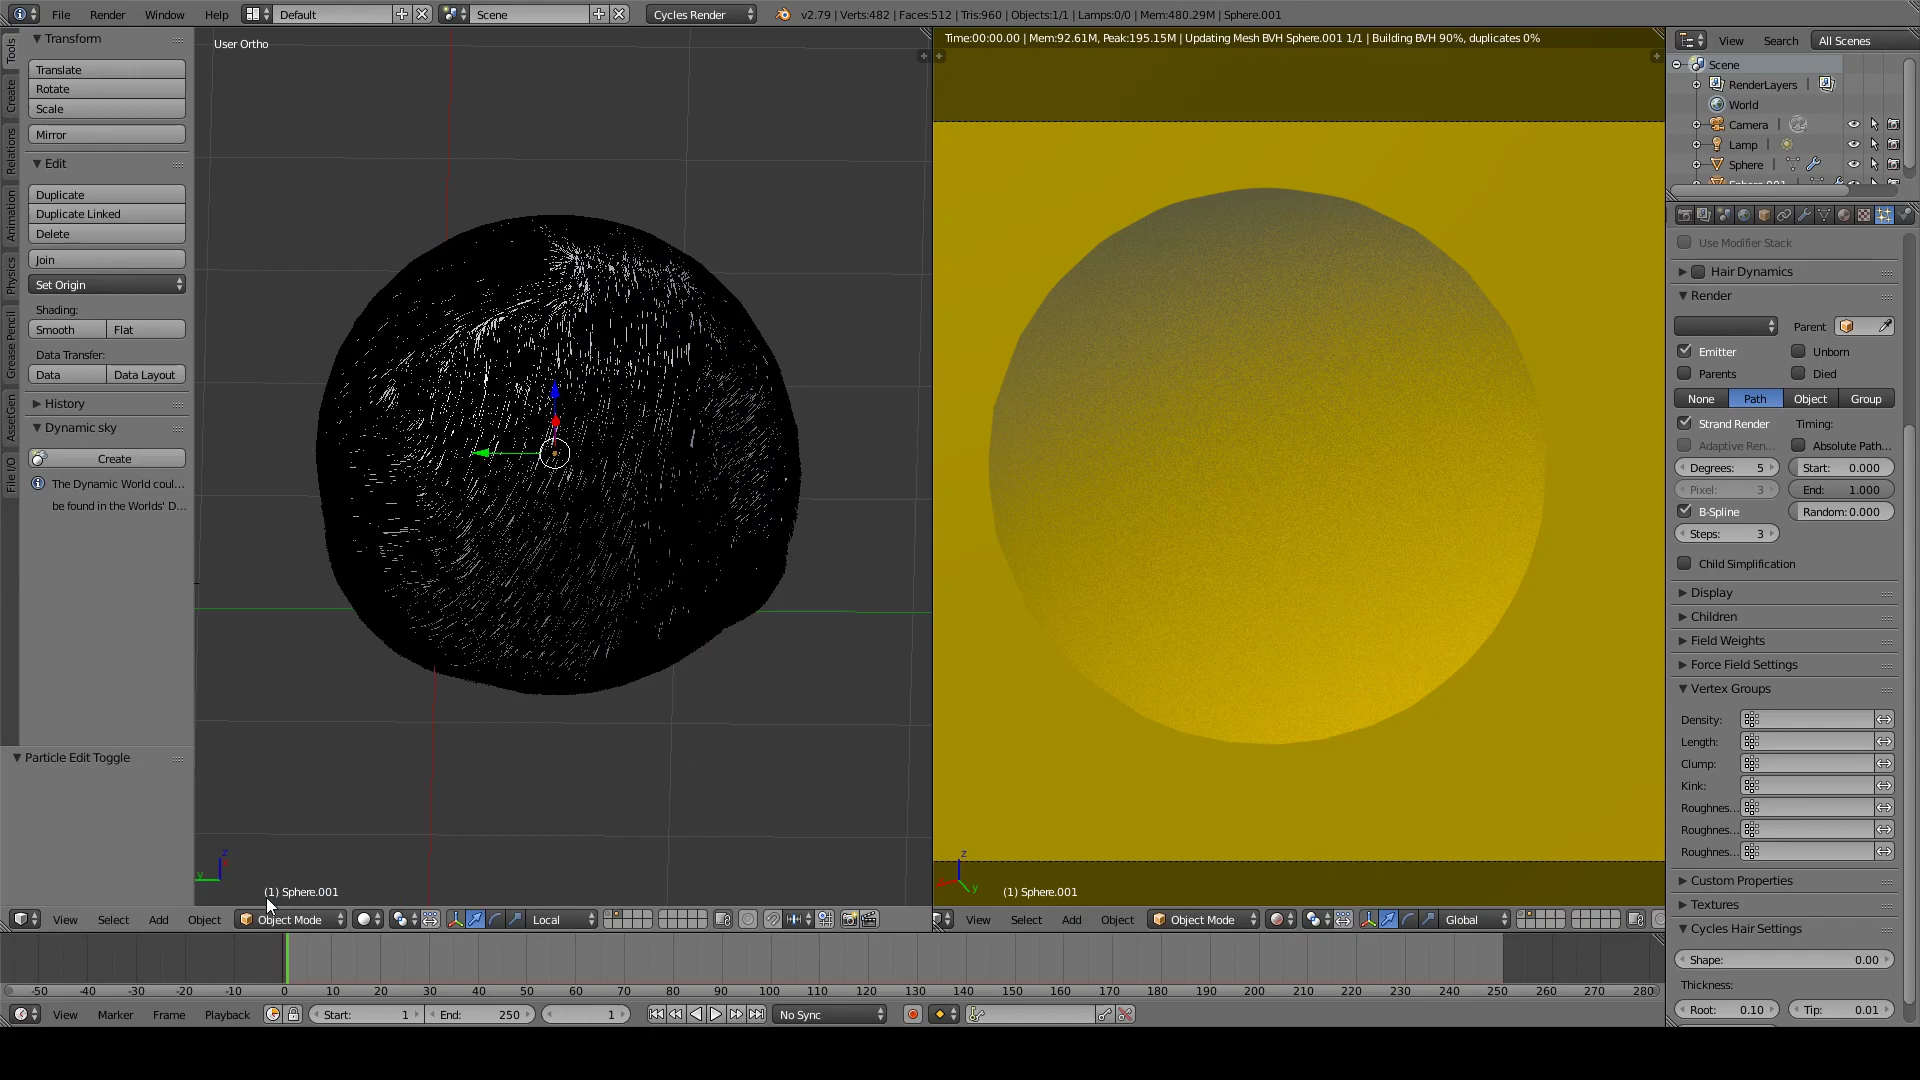 File Render Window Help Default Scene Cycles Render v2.79 | Verts:482 | Faces:512 | Tris:960 | Objects:1/1 | Lamps:0/0 | Mem:480.29M | Sphere.001
Tools
Create
Relations
Animation
Physics
Grease Pencil
AssetGen
File I/O
Transform
Translate
Rotate
Scale
Mirror
Edit
Duplicate
Duplicate Linked
Delete
Join
Set Origin
Shading:
Smooth Flat
Data Transfer:
Data Data Layout
History
Dynamic sky
Create
The Dynamic World coul...
be found in the Worlds' D...
Particle Edit Toggle
User Ortho
z
y
(1) Sphere.001
View Select Add Object Object Mode Local
Time:00:00.00 | Mem:92.61M, Peak:195.15M | Updating Mesh BVH Sphere.001 1/1 | Building BVH 90%, duplicates 0%
z
y
(1) Sphere.001
View Select Add Object Object Mode Global
View Search All Scenes
Scene
RenderLayers |
World
Camera |
Lamp |
Sphere |
Use Modifier Stack
Hair Dynamics
Render
Parent
Emitter Unborn
Parents Died
None Path Object Group
Strand Render Timing:
Adaptive Ren... Absolute Path...
Degrees: 5 Start: 0.000
Pixel: 3 End: 1.000
B-Spline Random: 0.000
Steps: 3
Child Simplification
Display
Children
Field Weights
Force Field Settings
Vertex Groups
Density:
Length:
Clump:
Kink:
Roughnes...
Roughnes...
Roughnes...
Custom Properties
Textures
Cycles Hair Settings
Shape: 0.00
Thickness:
Root: 0.10 Tip: 0.01
-50 -40 -30 -20 -10 0 10 20 30 40 50 60 70 80 90 100 110 120 130 140 150 160 170 180 190 200 210 220 230 240 250 260 270 280
View Marker Frame Playback Start: 1 End: 250 1 No Sync